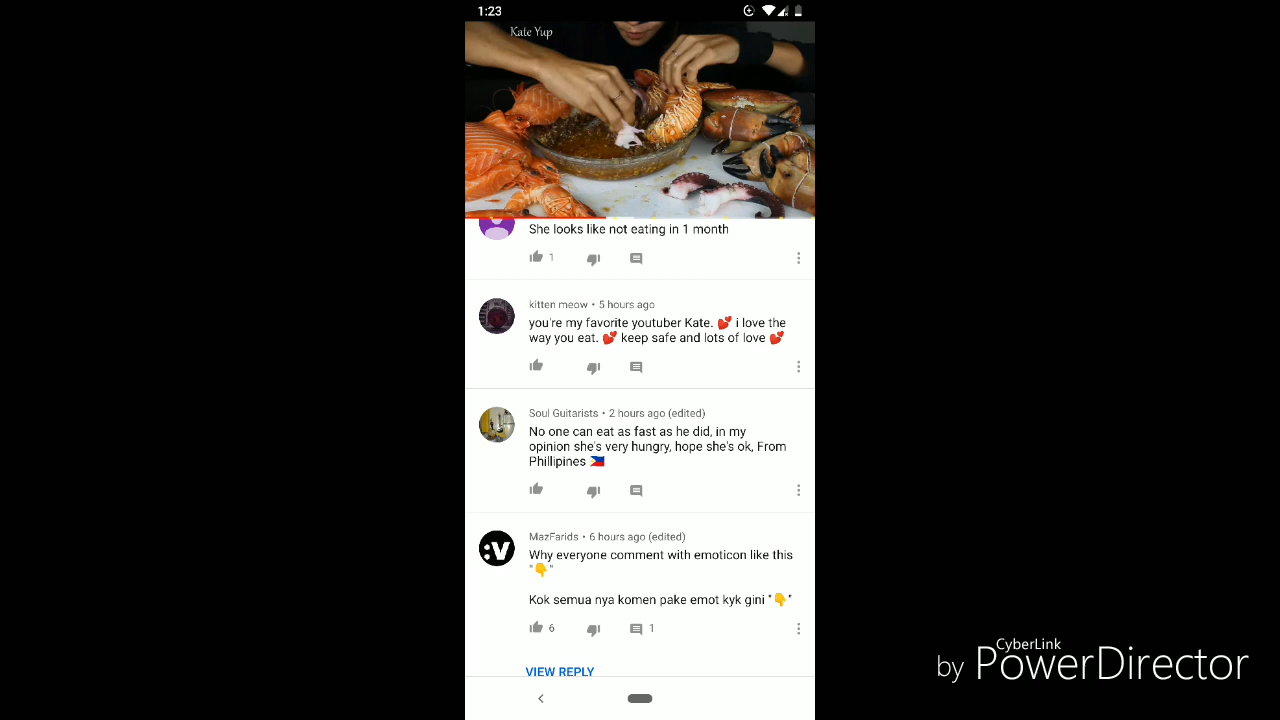 1:23
Kate Yup
She looks like not eating in 1 month
1
kitten meow • 5 hours ago
you're my favorite youtuber Kate. 💕 i love the
way you eat. 💕 keep safe and lots of love 💕
Soul Guitarists • 2 hours ago (edited)
No one can eat as fast as he did, in my
opinion she's very hungry, hope she's ok, From
Phillipines 🇵🇭
:V
MazFarids • 6 hours ago (edited)
Why everyone comment with emoticon like this
"👇"
Kok semua nya komen pake emot kyk gini "👇"
6 1
VIEW REPLY
CyberLink
by PowerDirector